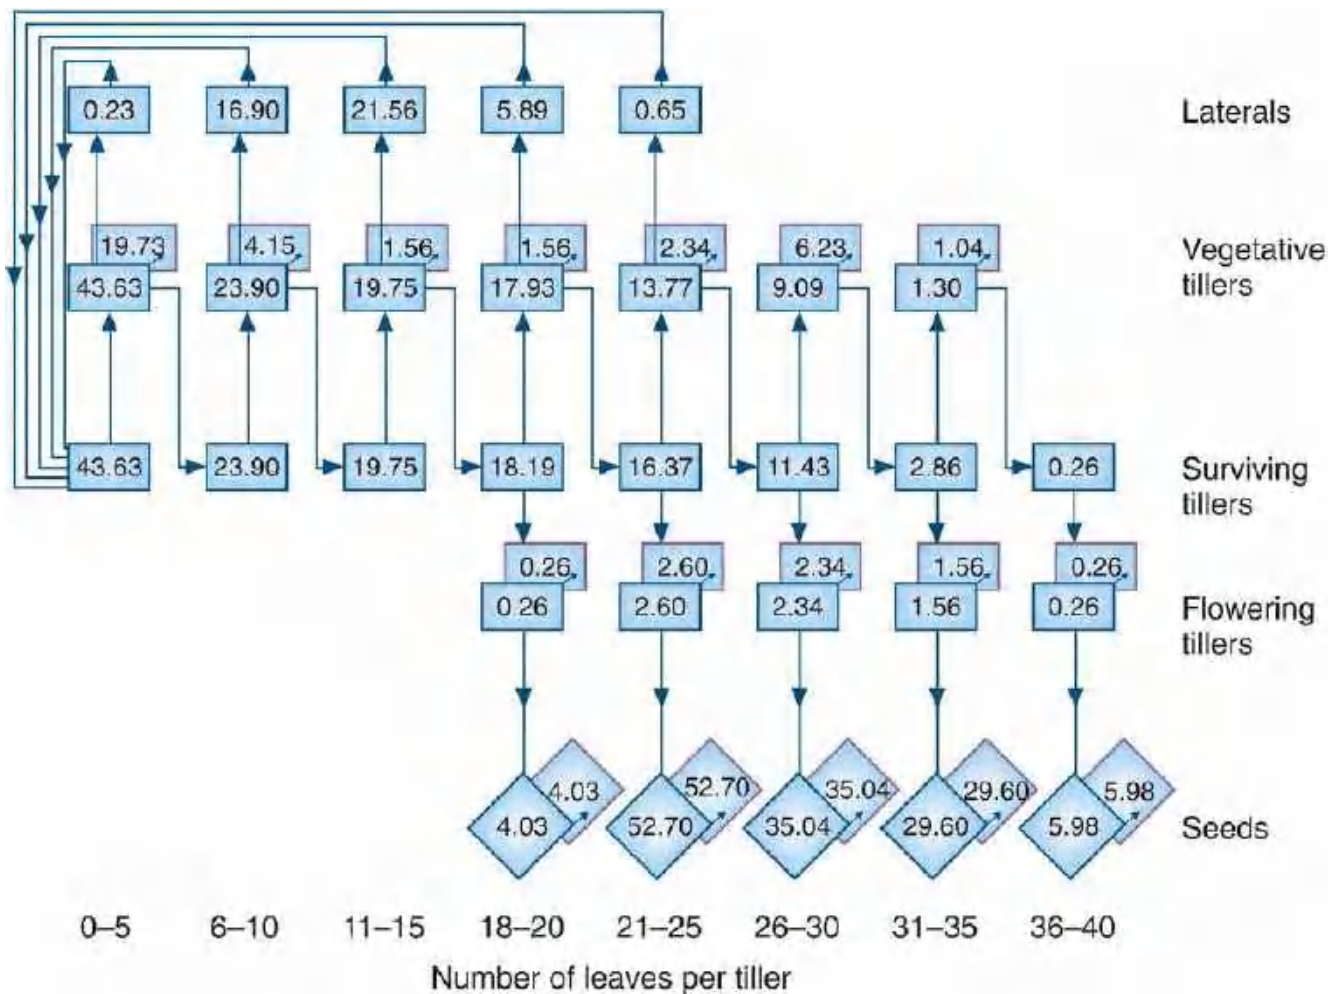 0.23 16.90 21.56 5.89 0.65 Laterals
19.73 4.15 1.56 1.56 2.34 6.23 1.04 Vegetative
43.63 23.90 19.75 17.93 13.77 9.09 1.30 tillers
43.63 23.90 19.75 18.19 16.37 11.43 2.86 0.26 Surviving
tillers
0.26 2.60 2.34 1.56 0.26
0.26 2.60 2.34 1.56 0.26 Flowering
tillers
4.03 52.70 35.04 29.60 5.98
4.03 52.70 35.04 29.60 5.98 Seeds
0–5 6–10 11–15 18–20 21–25 26–30 31–35 36–40
Number of leaves per tiller